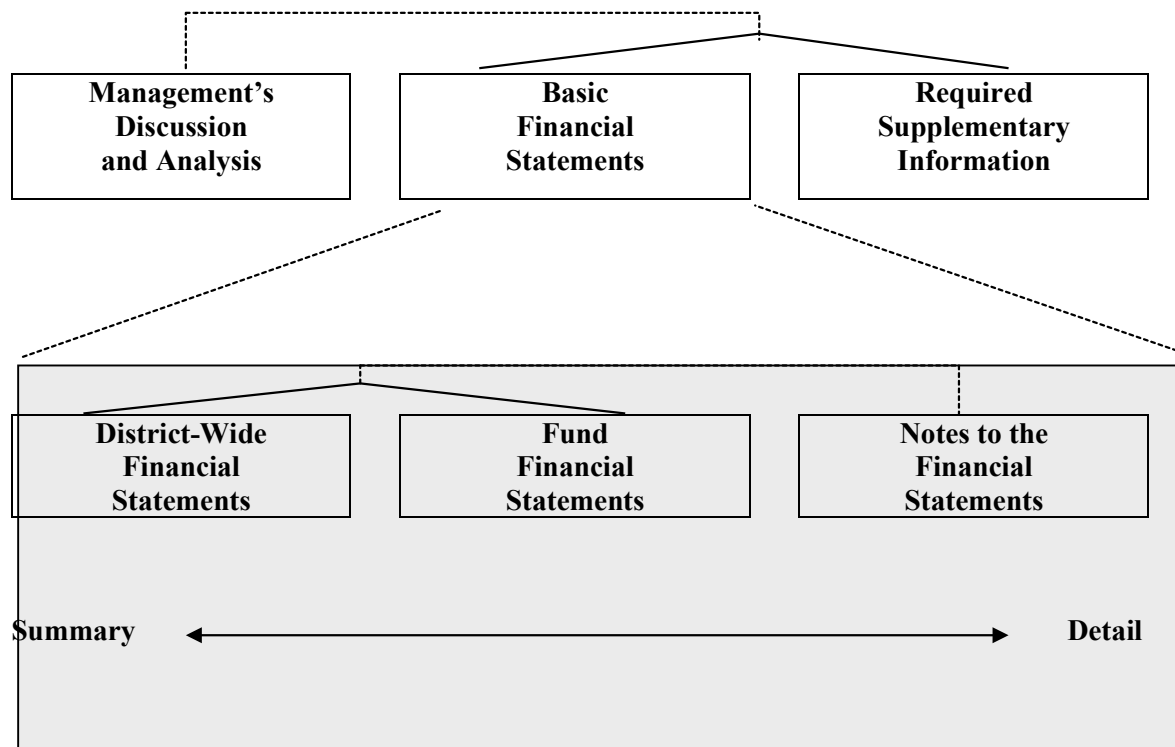 Management’s
Discussion
and Analysis
Basic
Financial
Statements
Required
Supplementary
Information
District-Wide
Financial
Statements
Fund
Financial
Statements
Notes to the
Financial
Statements
Summary
Detail